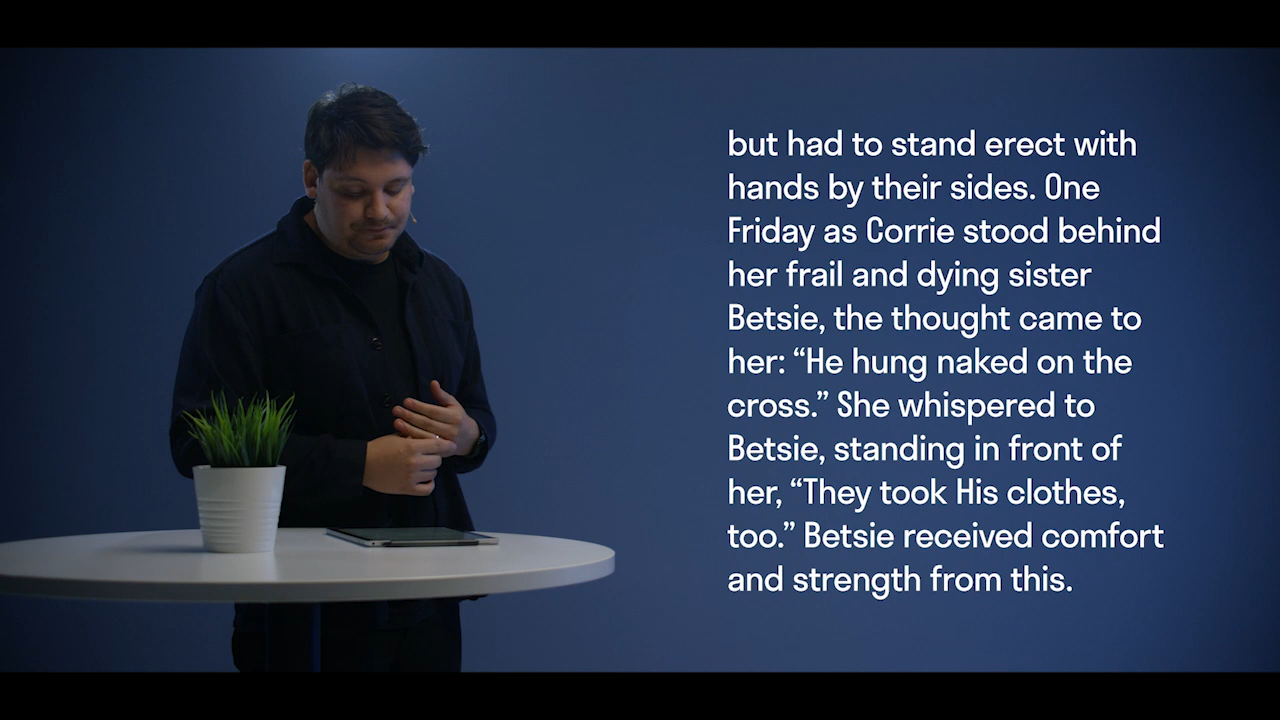 but had to stand erect with
hands by their sides. One
Friday as Corrie stood behind
her frail and dying sister
Betsie, the thought came to
her: “He hung naked on the
cross.” She whispered to
Betsie, standing in front of
her, “They took His clothes,
too.” Betsie received comfort
and strength from this.